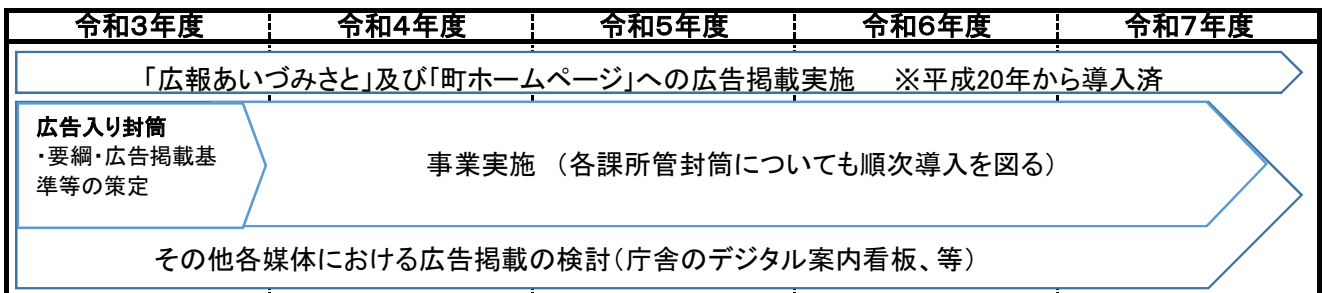 令和3年度 令和4年度 令和5年度 令和6年度 令和7年度
「広報あいづみさと」及び「町ホームページ」への広告掲載実施 ※平成20年から導入済
広告入り封筒
・要綱・広告掲載基
準等の策定
事業実施 （各課所管封筒についても順次導入を図る）
その他各媒体における広告掲載の検討（庁舎のデジタル案内看板、等）